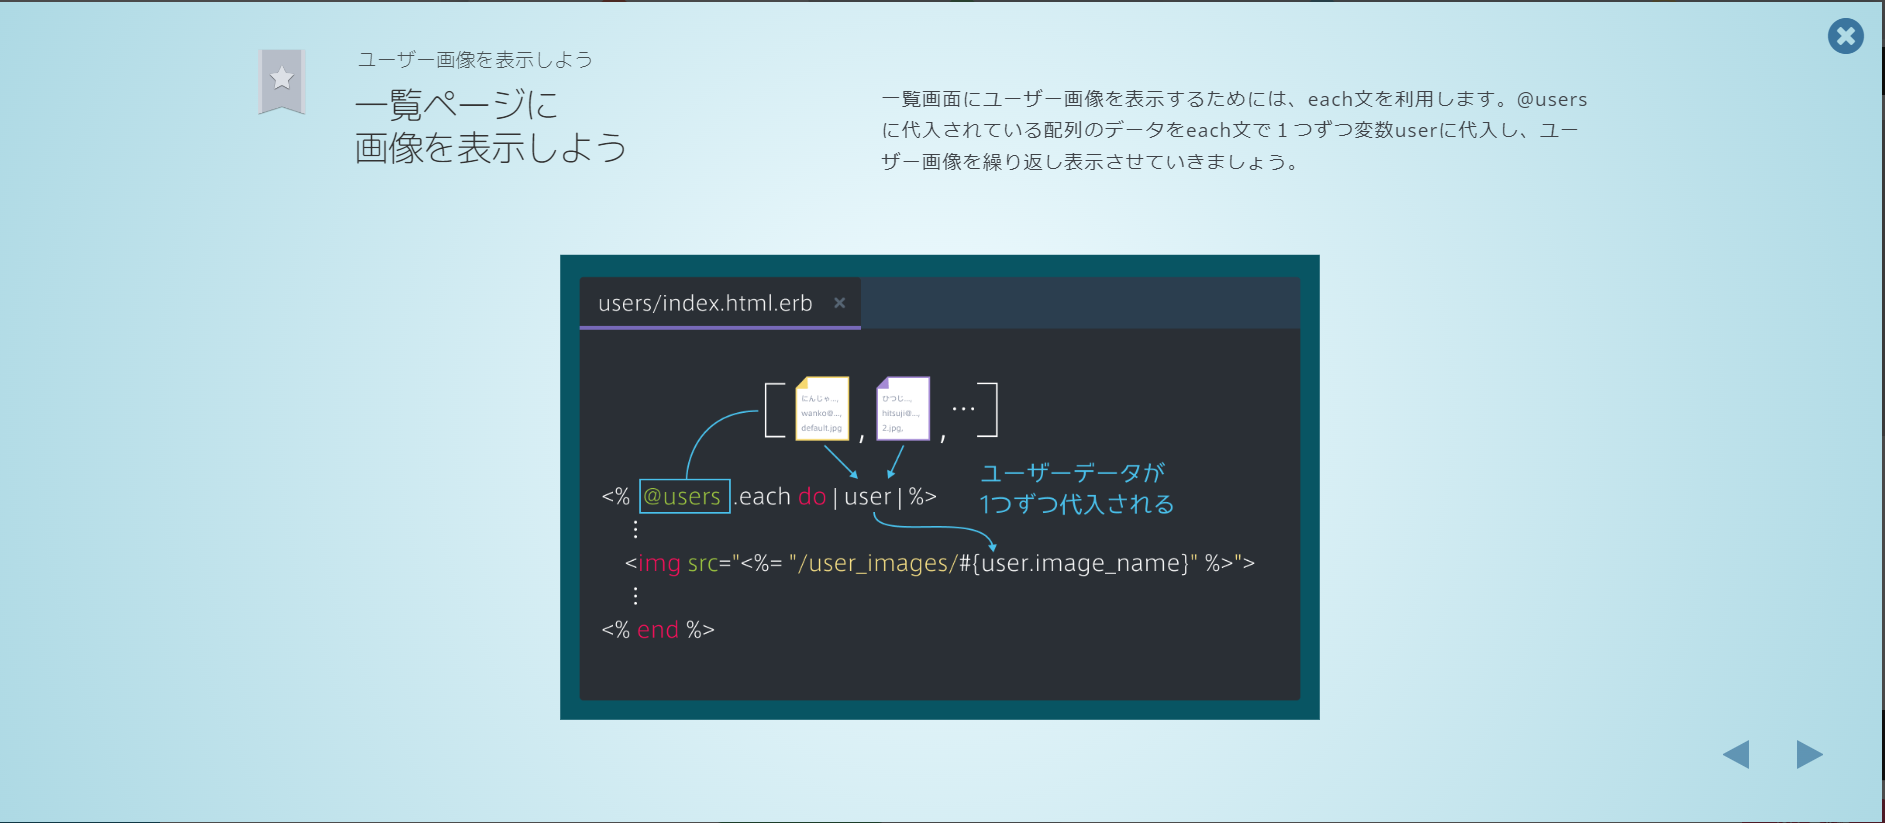 ユーザー画像を表示しよう
一覧ページに
画像を表示しよう
一覧画面にユーザー画像を表示するためには、each文を利用します。@users
に代入されている配列のデータをeach文で１つずつ変数userに代入し、ユー
ザー画像を繰り返し表示させていきましょう。
users/index.html.erb ×
にんじゃ..., ひつじ...,
wanko@..., hitsuji@...,
default.jpg 2.jpg,
[ , , … ]
ユーザーデータが
1つずつ代入される
<% @users .each do | user | %>
⋮
<img src="<%= "/user_images/#{user.image_name}" %>">
⋮
<% end %>